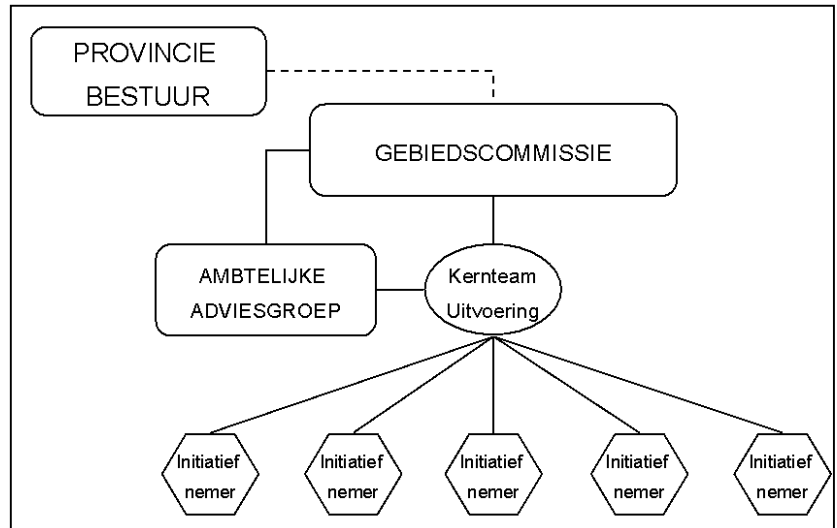 PROVINCIE
BESTUUR
GEBIEDSCOMMISSIE
AMBTELIJKE
ADVIESGROEP
Kernteam
Uitvoering
Initiatief
nemer
Initiatief
nemer
Initiatief
nemer
Initiatief
nemer
Initiatief
nemer